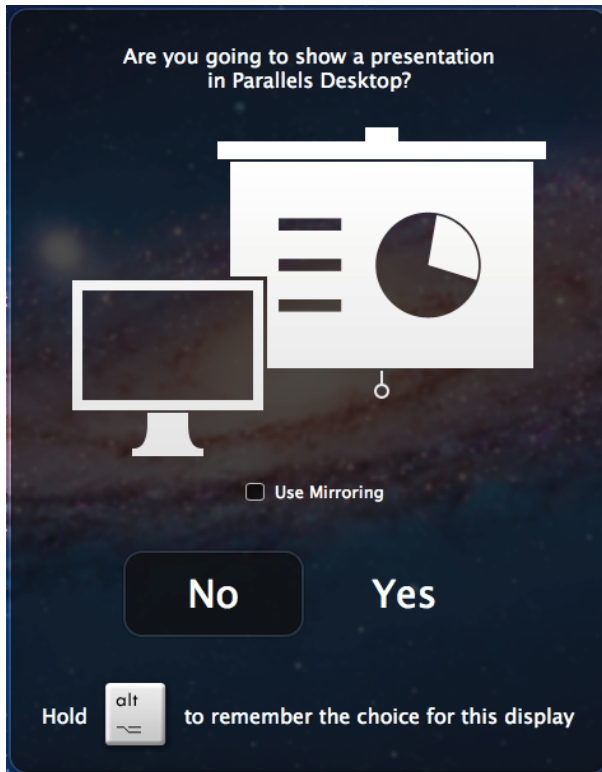 Are you going to show a presentation
in Parallels Desktop?
Use Mirroring
No Yes
alt
Hold ⌥ to remember the choice for this display